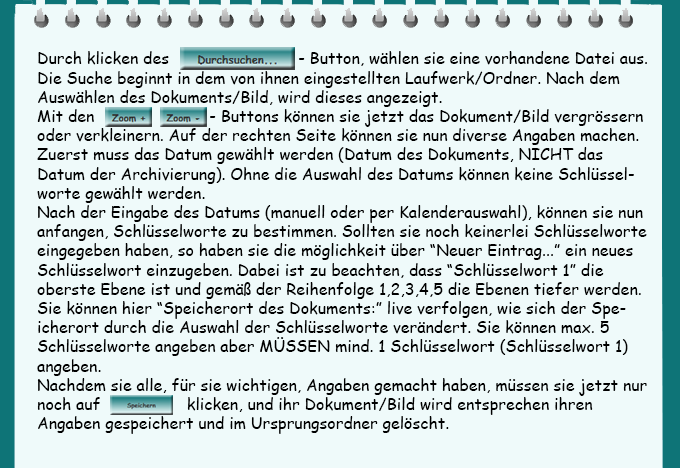 Durch klicken des Durchsuchen... - Button, wählen sie eine vorhandene Datei aus.
Die Suche beginnt in dem von ihnen eingestellten Laufwerk/Ordner. Nach dem
Auswählen des Dokuments/Bild, wird dieses angezeigt.
Mit den Zoom + Zoom - - Buttons können sie jetzt das Dokument/Bild vergrössern
oder verkleinern. Auf der rechten Seite können sie nun diverse Angaben machen.
Zuerst muss das Datum gewählt werden (Datum des Dokuments, NICHT das
Datum der Archivierung). Ohne die Auswahl des Datums können keine Schlüssel-
worte gewählt werden.
Nach der Eingabe des Datums (manuell oder per Kalenderauswahl), können sie nun
anfangen, Schlüsselworte zu bestimmen. Sollten sie noch keinerlei Schlüsselworte
eingegeben haben, so haben sie die möglichkeit über “Neuer Eintrag...” ein neues
Schlüsselwort einzugeben. Dabei ist zu beachten, dass “Schlüsselwort 1” die
oberste Ebene ist und gemäß der Reihenfolge 1,2,3,4,5 die Ebenen tiefer werden.
Sie können hier “Speicherort des Dokuments:” live verfolgen, wie sich der Spe-
icherort durch die Auswahl der Schlüsselworte verändert. Sie können max. 5
Schlüsselworte angeben aber MÜSSEN mind. 1 Schlüsselwort (Schlüsselwort 1)
angeben.
Nachdem sie alle, für sie wichtigen, Angaben gemacht haben, müssen sie jetzt nur
noch auf Speichern klicken, und ihr Dokument/Bild wird entsprechen ihren
Angaben gespeichert und im Ursprungsordner gelöscht.